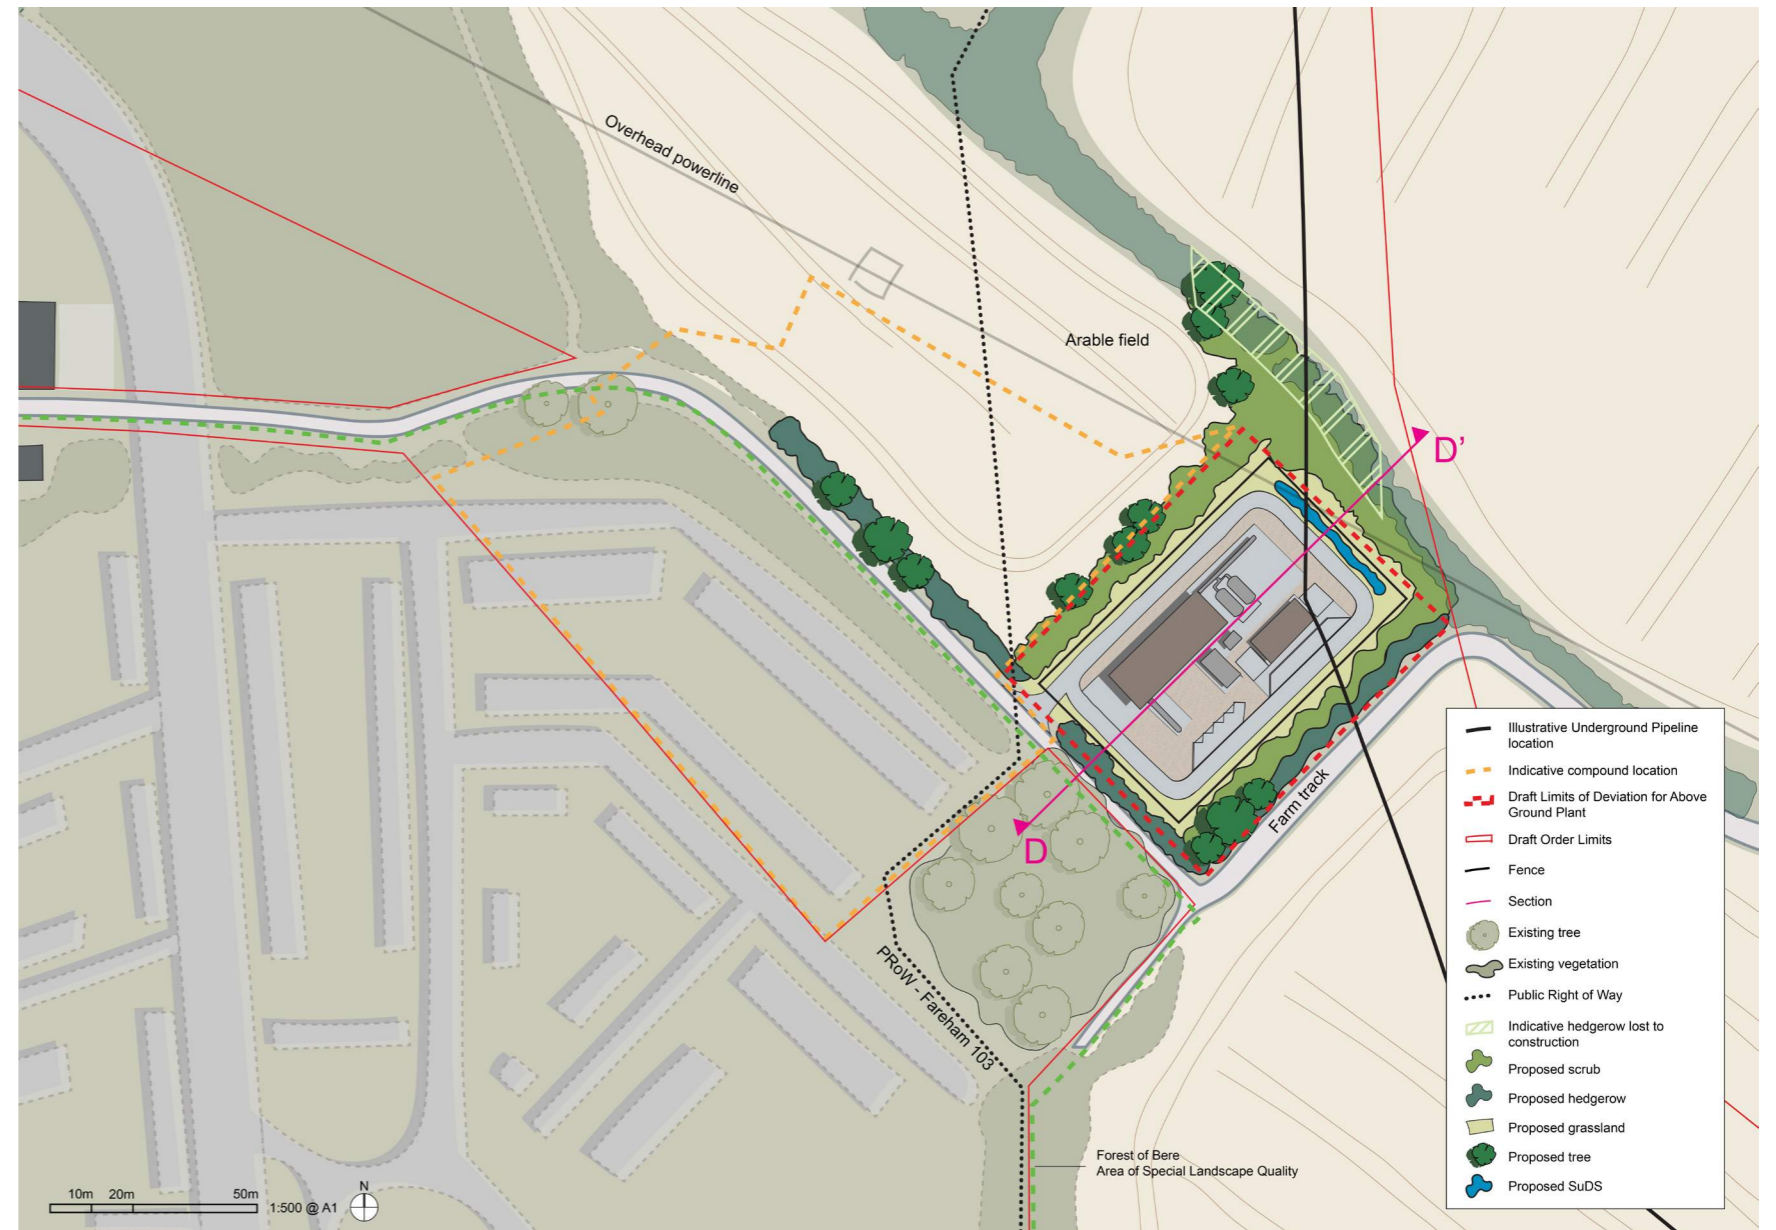 Overhead powerline
Arable field
D’
D
Farm track
PRoW - Fareham 103
Forest of Bere
Area of Special Landscape Quality
Illustrative Underground Pipeline
location
Indicative compound location
Draft Limits of Deviation for Above
Ground Plant
Draft Order Limits
Fence
Section
Existing tree
Existing vegetation
Public Right of Way
Indicative hedgerow lost to
construction
Proposed scrub
Proposed hedgerow
Proposed grassland
Proposed tree
Proposed SuDS
10m 20m 50m
1:500 @ A1
N